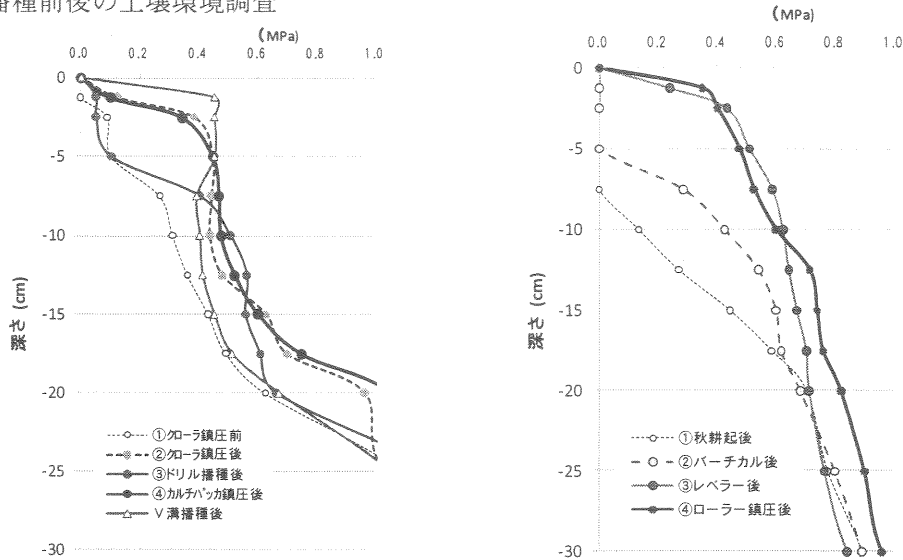 播種前後の土壌環境調査
(MPa)
0.0 0.2 0.4 0.6 0.8 1.0
0
-5
-10
-15
-20
-25
-30
深さ (cm)
①クローラ鎮圧前
②クローラ鎮圧後
③ドリル播種後
④カルチパッカ鎮圧後
V溝播種後
(MPa)
0.0 0.2 0.4 0.6 0.8 1.0
0
-5
-10
-15
-20
-25
-30
深さ (cm)
①秋耕起後
②バーチカル後
③レベラー後
④ローラー鎮圧後